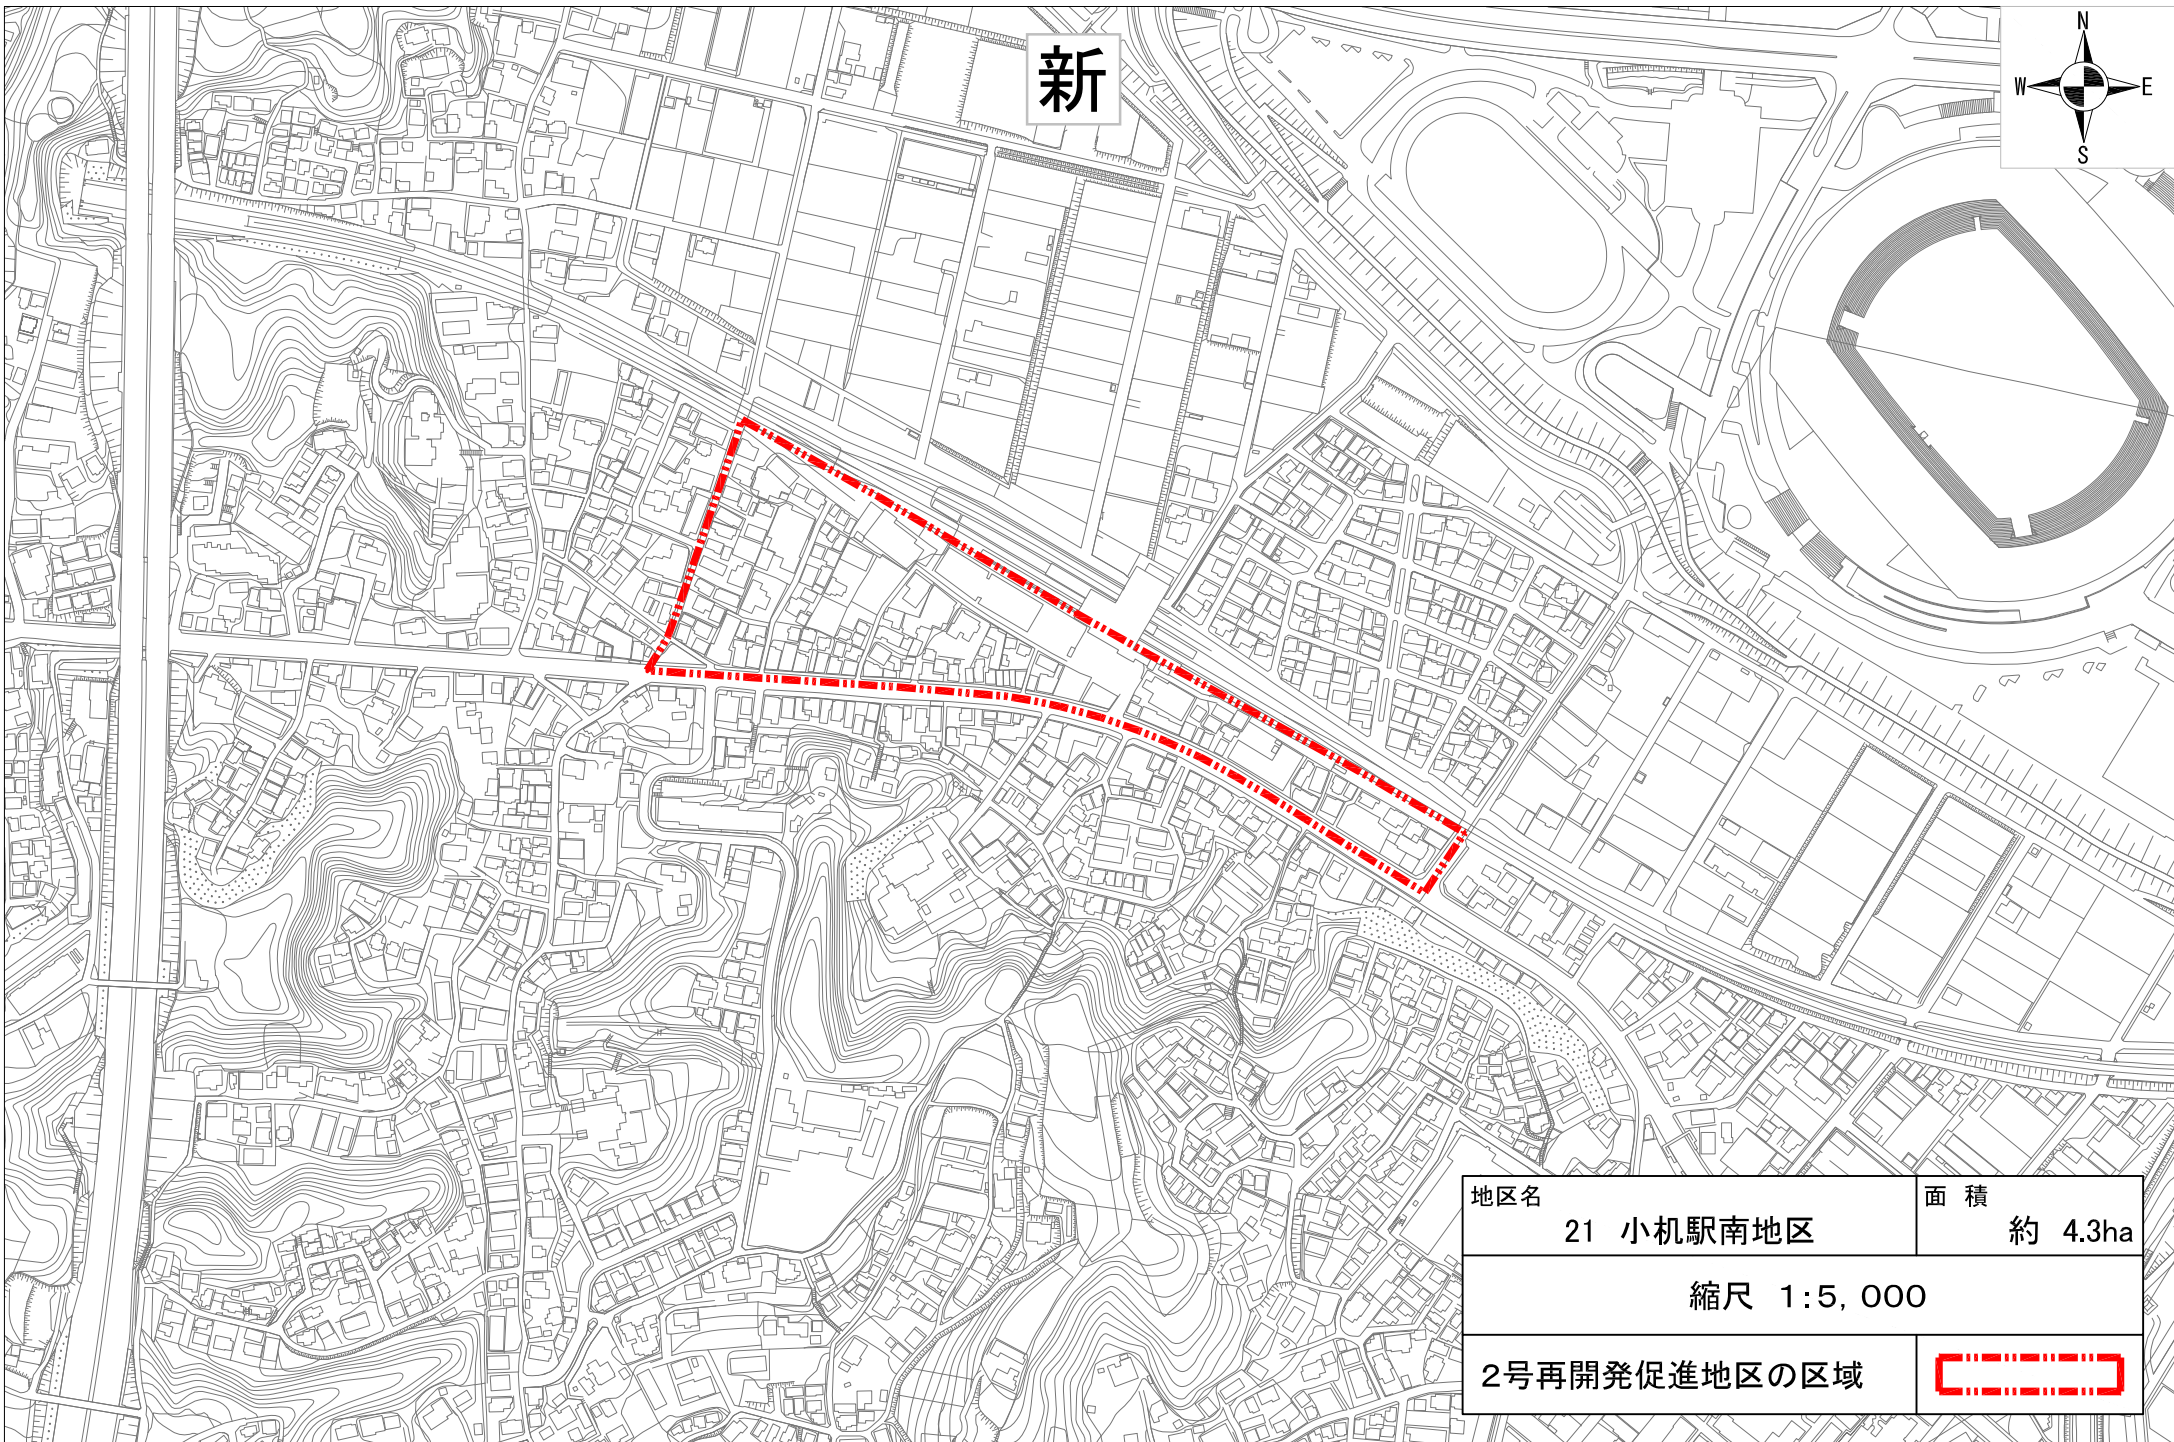 新
N
W E
S
地区名
21 小机駅南地区
面 積
約 4.3ha
縮尺 1:5,000
2号再開発促進地区の区域